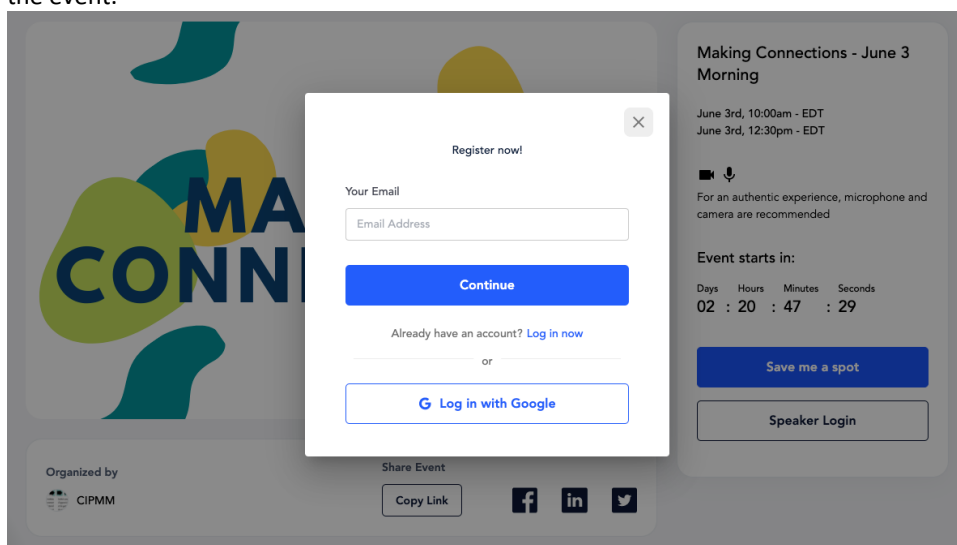 the event.
MA
CONNI
Register now!
Your Email
Email Address
Continue
Already have an account? Log in now
or
G Log in with Google
Making Connections - June 3
Morning
June 3rd, 10:00am - EDT
June 3rd, 12:30pm - EDT
For an authentic experience, microphone and
camera are recommended
Event starts in:
Days Hours Minutes Seconds
02 : 20 : 47 : 29
Save me a spot
Speaker Login
Organized by
CIPMM
Share Event
Copy Link